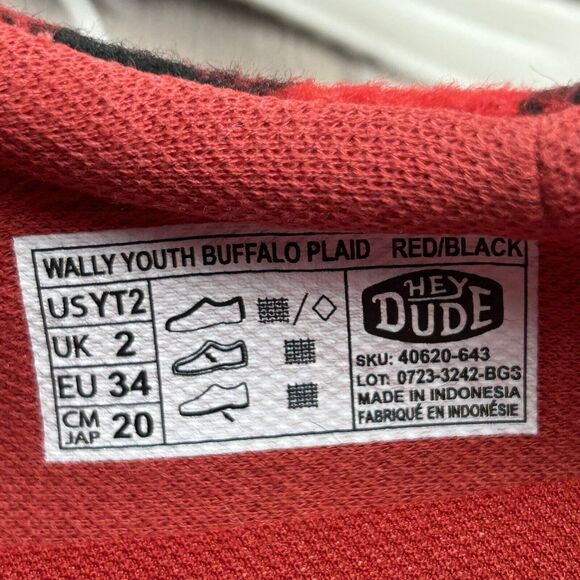 WALLY YOUTH BUFFALO PLAID RED/BLACK
US YT2
UK 2
EU 34
CM JAP 20
HEY DUDE
SKU: 40620-643
LOT: 0723-3242-BGS
MADE IN INDONESIA
FABRIQUÉ EN INDONÉSIE